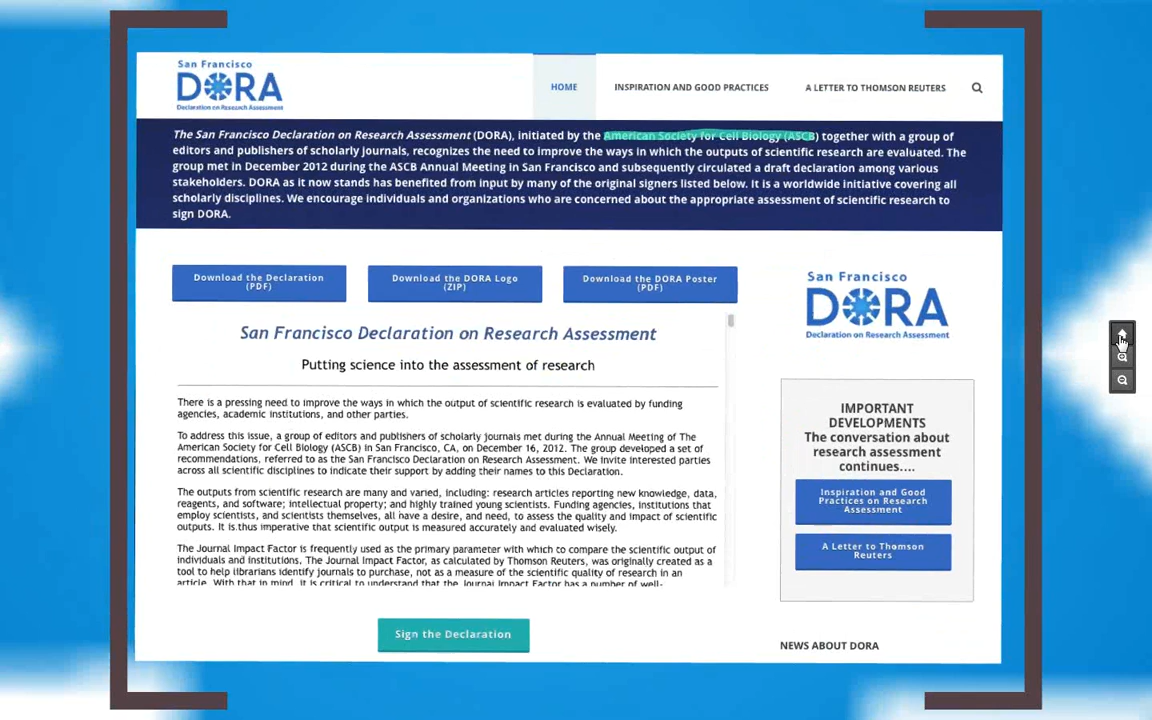 San Francisco
DORA
Declaration on Research Assessment
HOME
INSPIRATION AND GOOD PRACTICES
A LETTER TO THOMSON REUTERS
The San Francisco Declaration on Research Assessment (DORA), initiated by the American Society for Cell Biology (ASCB) together with a group of
editors and publishers of scholarly journals, recognizes the need to improve the ways in which the outputs of scientific research are evaluated. The
group met in December 2012 during the ASCB Annual Meeting in San Francisco and subsequently circulated a draft declaration among various
stakeholders. DORA as it now stands has benefited from input by many of the original signers listed below. It is a worldwide initiative covering all
scholarly disciplines. We encourage individuals and organizations who are concerned about the appropriate assessment of scientific research to
sign DORA.
Download the Declaration
(PDF)
Download the DORA Logo
(ZIP)
Download the DORA Poster
(PDF)
San Francisco Declaration on Research Assessment
Putting science into the assessment of research
There is a pressing need to improve the ways in which the output of scientific research is evaluated by funding
agencies, academic institutions, and other parties.
To address this issue, a group of editors and publishers of scholarly journals met during the Annual Meeting of The
American Society for Cell Biology (ASCB) in San Francisco, CA, on December 16, 2012. The group developed a set of
recommendations, referred to as the San Francisco Declaration on Research Assessment. We invite interested parties
across all scientific disciplines to indicate their support by adding their names to this Declaration.
The outputs from scientific research are many and varied, including: research articles reporting new knowledge, data,
reagents, and software; intellectual property; and highly trained young scientists. Funding agencies, institutions that
employ scientists, and scientists themselves, all have a desire, and need, to assess the quality and impact of scientific
outputs. It is thus imperative that scientific output is measured accurately and evaluated wisely.
The Journal Impact Factor is frequently used as the primary parameter with which to compare the scientific output of
individuals and institutions. The Journal Impact Factor, as calculated by Thomson Reuters, was originally created as a
tool to help librarians identify journals to purchase, not as a measure of the scientific quality of research in an
article. With that in mind, it is critical to understand that the Journal Impact Factor has a number of well-
Sign the Declaration
San Francisco
DORA
Declaration on Research Assessment
IMPORTANT
DEVELOPMENTS
The conversation about
research assessment
continues....
Inspiration and Good
Practices on Research
Assessment
A Letter to Thomson
Reuters
NEWS ABOUT DORA